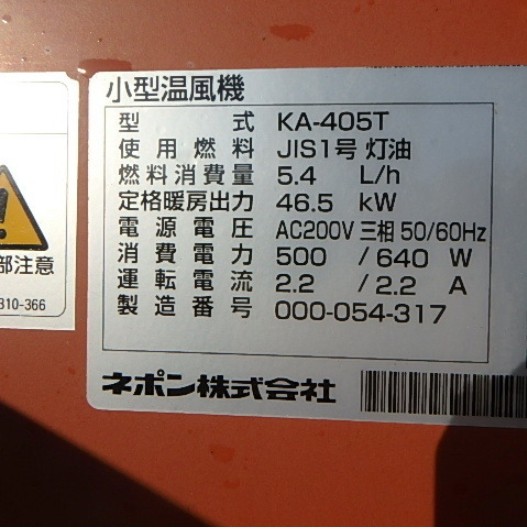 小型温風機
型 式 KA-405T
使用燃料 JIS1号 灯油
燃料消費量 5.4 L/h
定格暖房出力 46.5 kW
電源電圧 AC200V 三相 50/60Hz
消費電力 500 /640 W
運転電流 2.2 /2.2 A
製造番号 000-054-317
ネポン株式会社
部注意
310-366